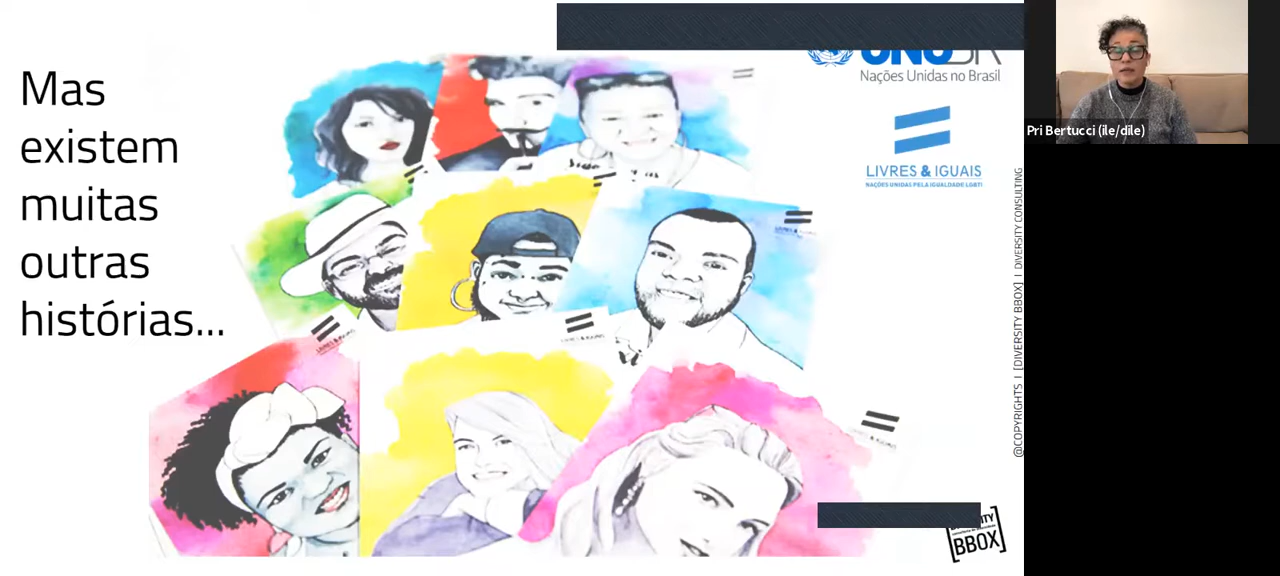 Mas
existem
muitas
outras
histórias...
Nações Unidas no Brasil
LIVRES & IGUAIS
NAÇÕES UNIDAS PELA IGUALDADE LGBTI
@COPYRIGHTS I [DIVERSITY BBOX] I DIVERSITY CONSULTING
Pri Bertucci (ile/dile)
[BBOX]